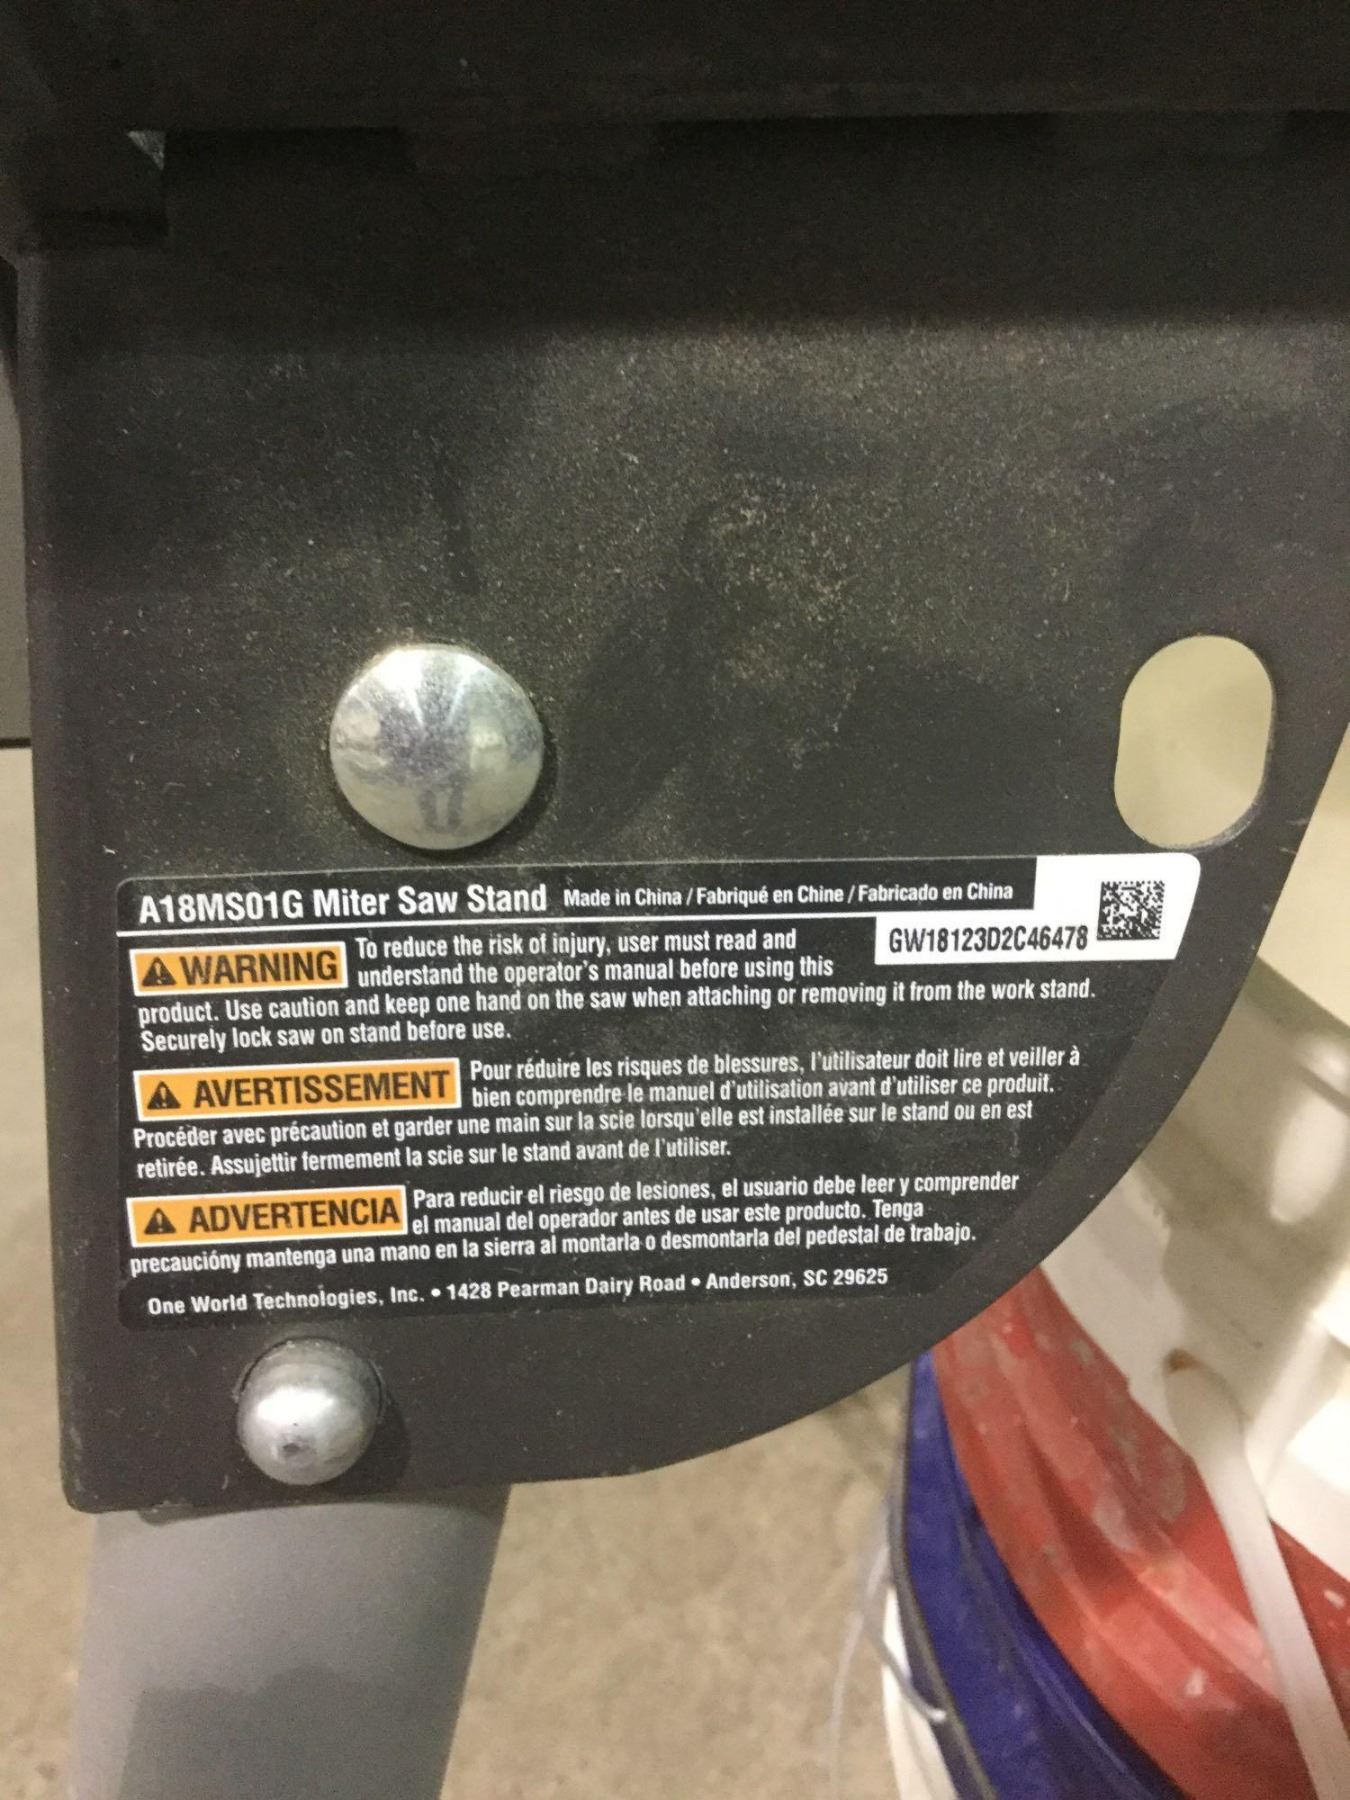 A18MS01G Miter Saw Stand Made in China / Fabriqué en Chine / Fabricado en China
GW18123D2C46478
WARNING To reduce the risk of injury, user must read and
understand the operator's manual before using this
product. Use caution and keep one hand on the saw when attaching or removing it from the work stand.
Securely lock saw on stand before use.
AVERTISSEMENT Pour réduire les risques de blessures, l'utilisateur doit lire et veiller à
bien comprendre le manuel d'utilisation avant d'utiliser ce produit.
Procéder avec précaution et garder une main sur la scie lorsqu'elle est installée sur le stand ou en est
retirée. Assujettir fermement la scie sur le stand avant de l'utiliser.
ADVERTENCIA Para reducir el riesgo de lesiones, el usuario debe leer y comprender
el manual del operador antes de usar este producto. Tenga
precaucióny mantenga una mano en la sierra al montarla o desmontarla del pedestal de trabajo.
One World Technologies, Inc. • 1428 Pearman Dairy Road • Anderson, SC 29625